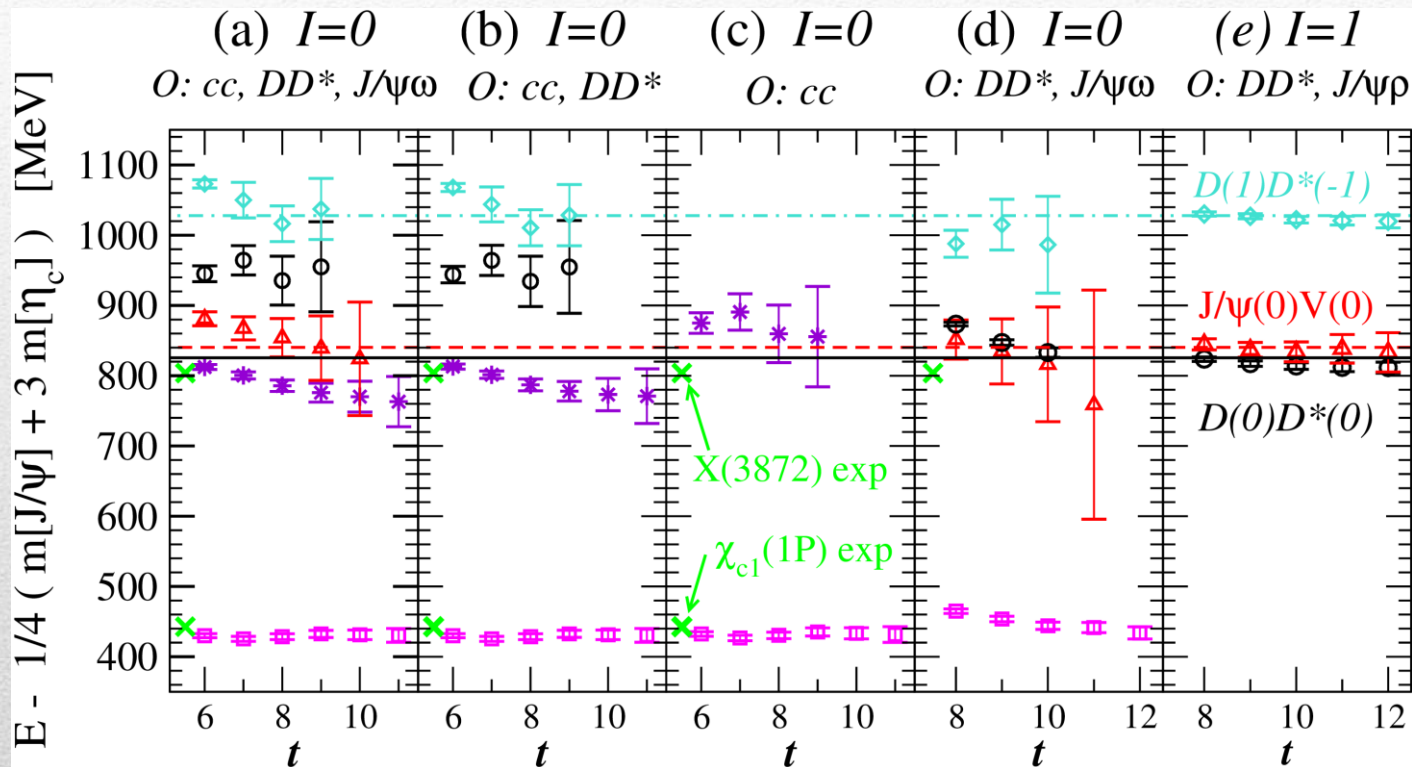 (a) I=0 (b) I=0 (c) I=0 (d) I=0 (e) I=1
O: cc, DD*, J/ψω O: cc, DD* O: cc O: DD*, J/ψω O: DD*, J/ψρ
E - 1/4 ( m[J/ψ] + 3 m[η_c] ) [MeV]
1100
1000
900
800
700
600
500
400
D(1)D*(-1)
J/ψ(0)V(0)
D(0)D*(0)
X(3872) exp
χ_c1(1P) exp
6 8 10 6 8 10 6 8 10 8 10 12 8 10 12
t t t t t